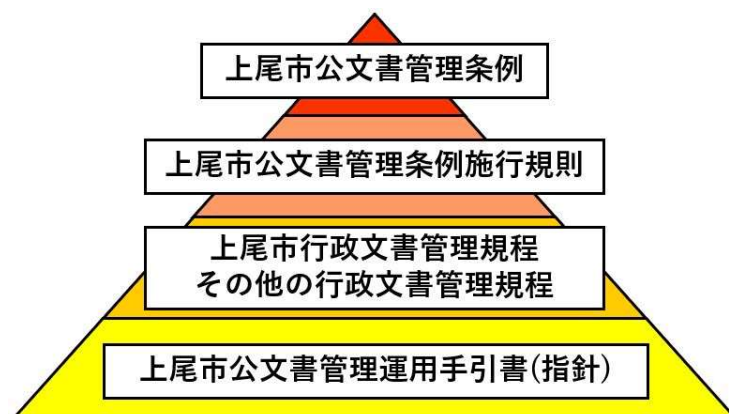 上尾市公文書管理条例
上尾市公文書管理条例施行規則
上尾市行政文書管理規程
その他の行政文書管理規程
上尾市公文書管理運用手引書(指針)